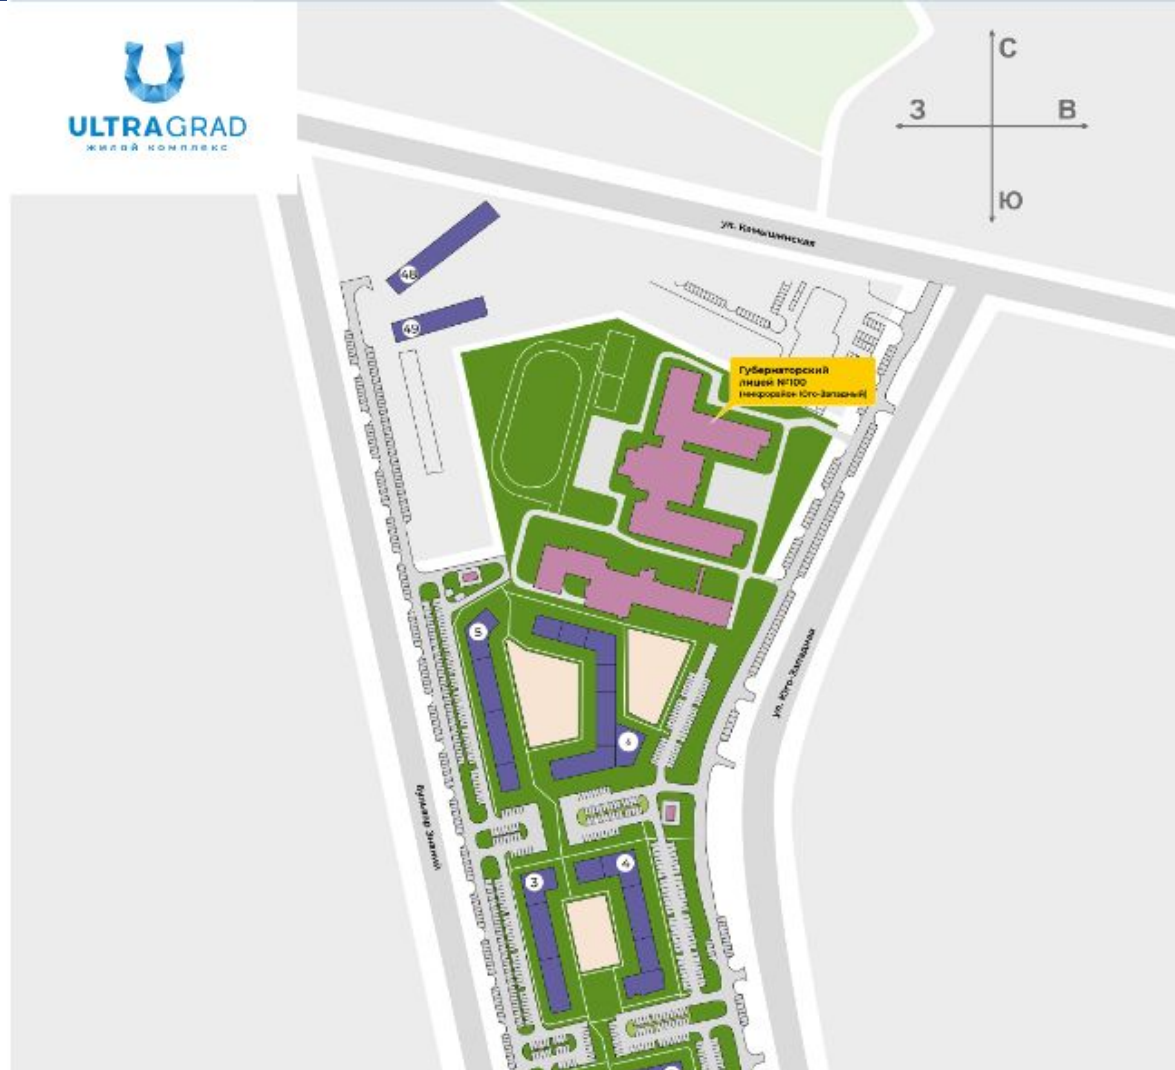 ULTRAGRAD
жилой комплекс
С
З
В
Ю
ул. Камышинская
48
49
Губернаторский
лицей №100
(микрорайон Юго-Западный)
5
ул. Юго-Западная
Бульвар Знаний
4
3